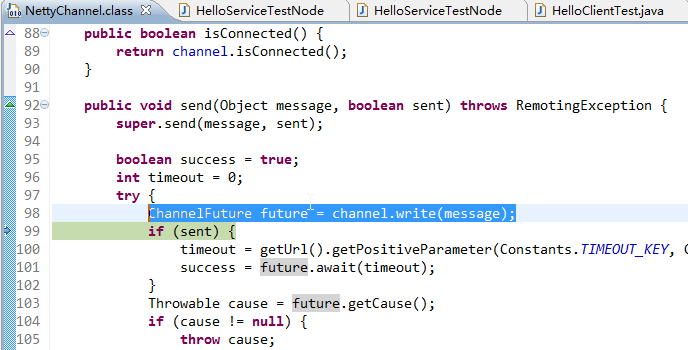 NettyChannel.class HelloServiceTestNode HelloServiceTestNode HelloClientTest.java
88 public boolean isConnected() {
89 return channel.isConnected();
90 }
91
92 public void send(Object message, boolean sent) throws RemotingException {
93 super.send(message, sent);
94
95 boolean success = true;
96 int timeout = 0;
97 try {
98 ChannelFuture future = channel.write(message);
99 if (sent) {
100 timeout = getUrl().getPositiveParameter(Constants.TIMEOUT_KEY,
101 success = future.await(timeout);
102 }
103 Throwable cause = future.getCause();
104 if (cause != null) {
105 throw cause;